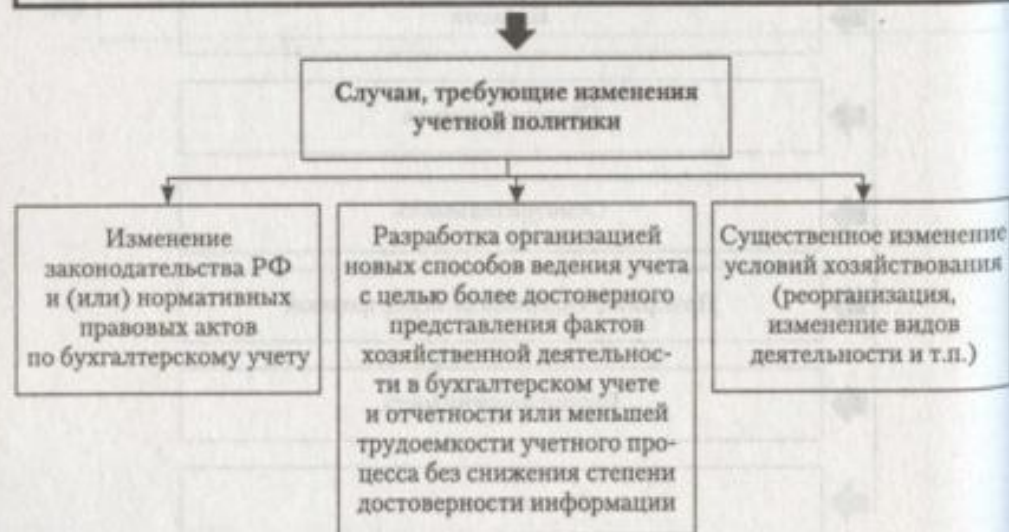 Случаи, требующие изменения
учетной политики
Изменение
законодательства РФ
и (или) нормативных
правовых актов
по бухгалтерскому учету
Разработка организацией
новых способов ведения учета
с целью более достоверного
представления фактов
хозяйственной деятельнос-
ти в бухгалтерском учете
и отчетности или меньшей
трудоемкости учетного про-
цесса без снижения степени
достоверности информации
Существенное изменение
условий хозяйствования
(реорганизация,
изменение видов
деятельности и т.п.)